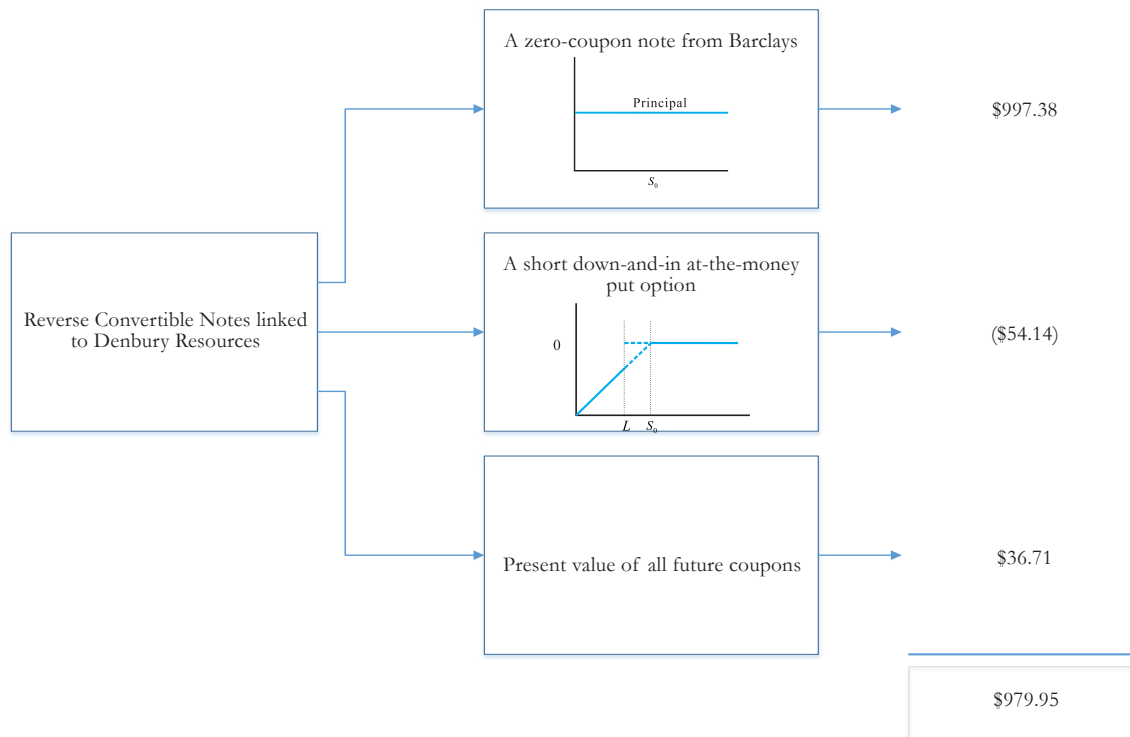 A zero-coupon note from Barclays
Principal
S₀
$997.38
Reverse Convertible Notes linked
to Denbury Resources
A short down-and-in at-the-money
put option
0
L S₀
($54.14)
Present value of all future coupons
$36.71
$979.95